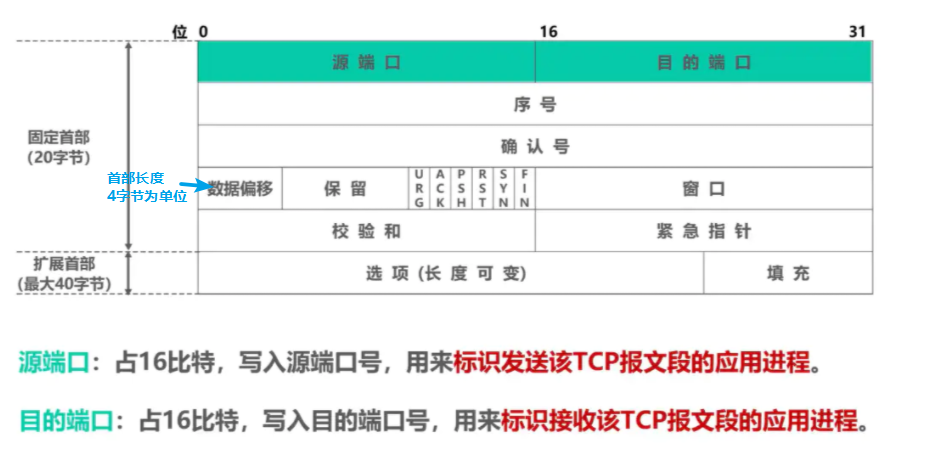 位 0 16 31
源端口 目的端口
序号
确认号
固定首部
(20字节)
首部长度
4字节为单位
数据偏移 保留 URG ACK PSH RST SYN FIN 窗口
校验和 紧急指针
扩展首部
(最大40字节)
选项(长度可变) 填充
源端口：占16比特，写入源端口号，用来标识发送该TCP报文段的应用进程。
目的端口：占16比特，写入目的端口号，用来标识接收该TCP报文段的应用进程。